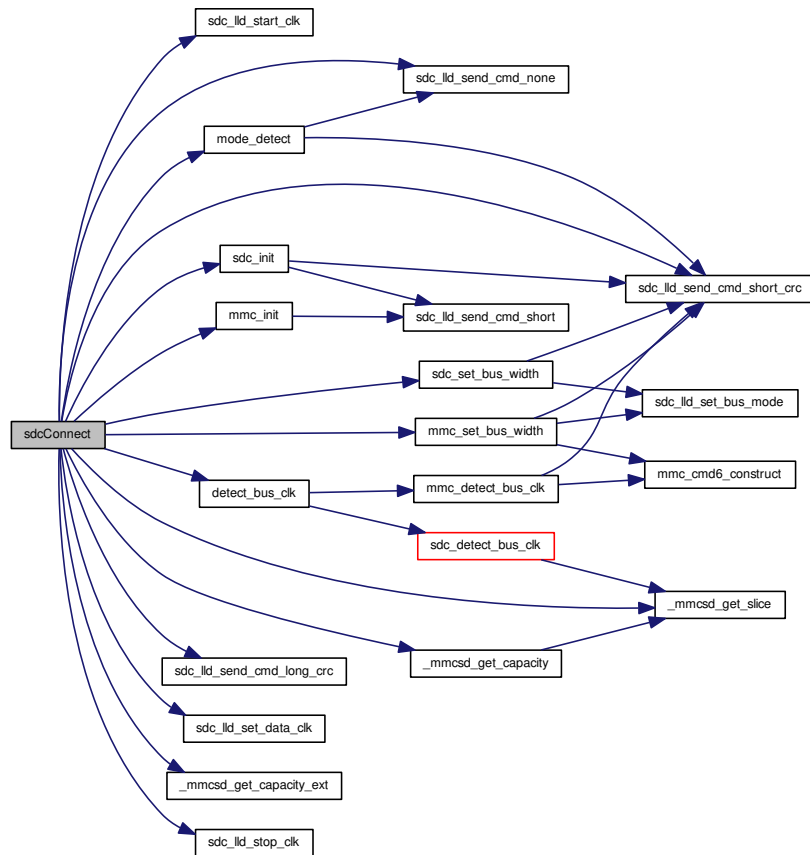 sdc_lld_start_clk
sdc_lld_send_cmd_none
mode_detect
sdc_init
sdc_lld_send_cmd_short_crc
mmc_init
sdc_lld_send_cmd_short
sdc_set_bus_width
sdc_lld_set_bus_mode
sdcConnect
mmc_set_bus_width
mmc_cmd6_construct
detect_bus_clk
mmc_detect_bus_clk
sdc_detect_bus_clk
_mmcsd_get_slice
sdc_lld_send_cmd_long_crc
_mmcsd_get_capacity
sdc_lld_set_data_clk
_mmcsd_get_capacity_ext
sdc_lld_stop_clk